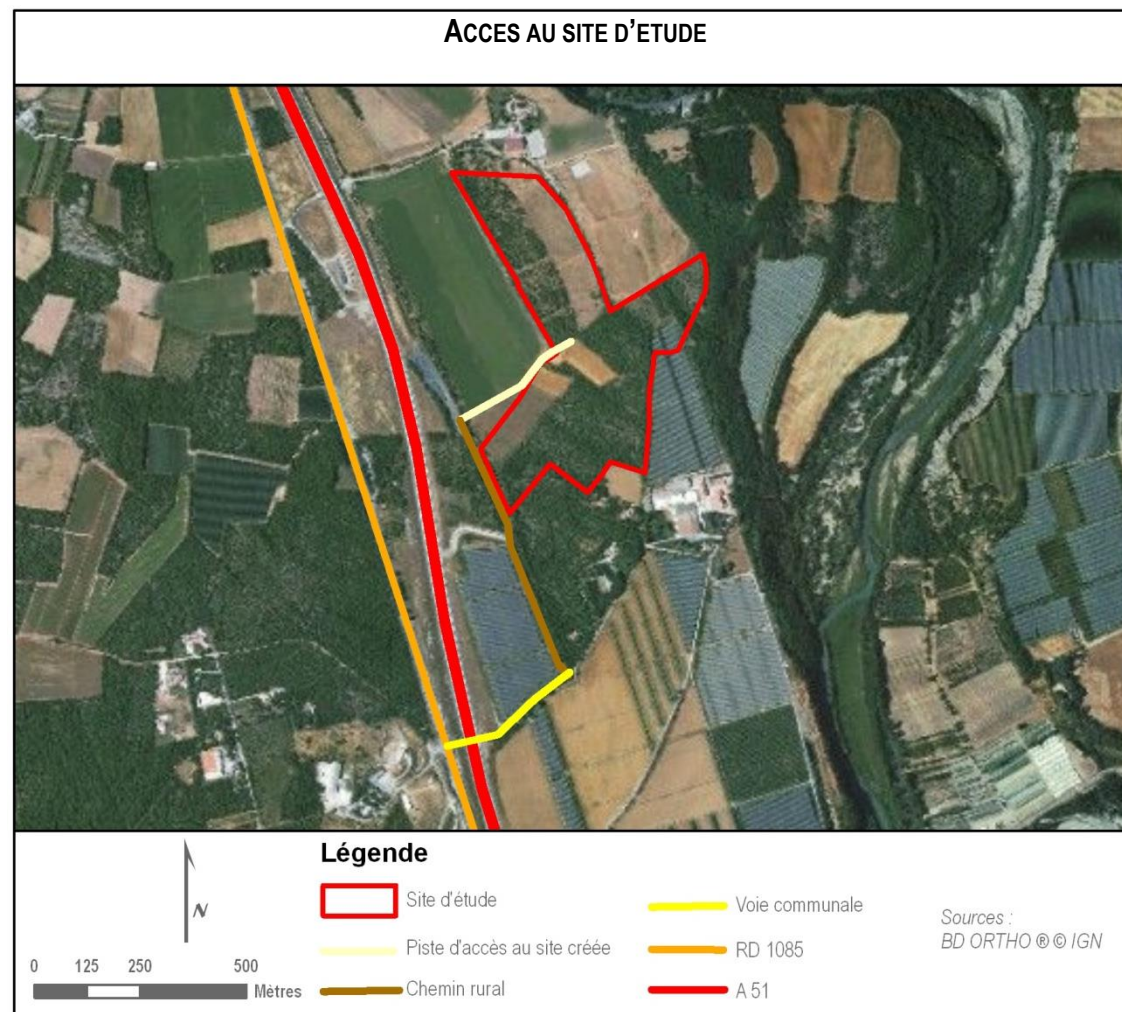 ACCES AU SITE D'ETUDE
Légende
N
Site d'étude
Piste d'accès au site créée
Chemin rural
Voie communale
RD 1085
A 51
Sources :
BD ORTHO ® © IGN
0 125 250 500
Mètres